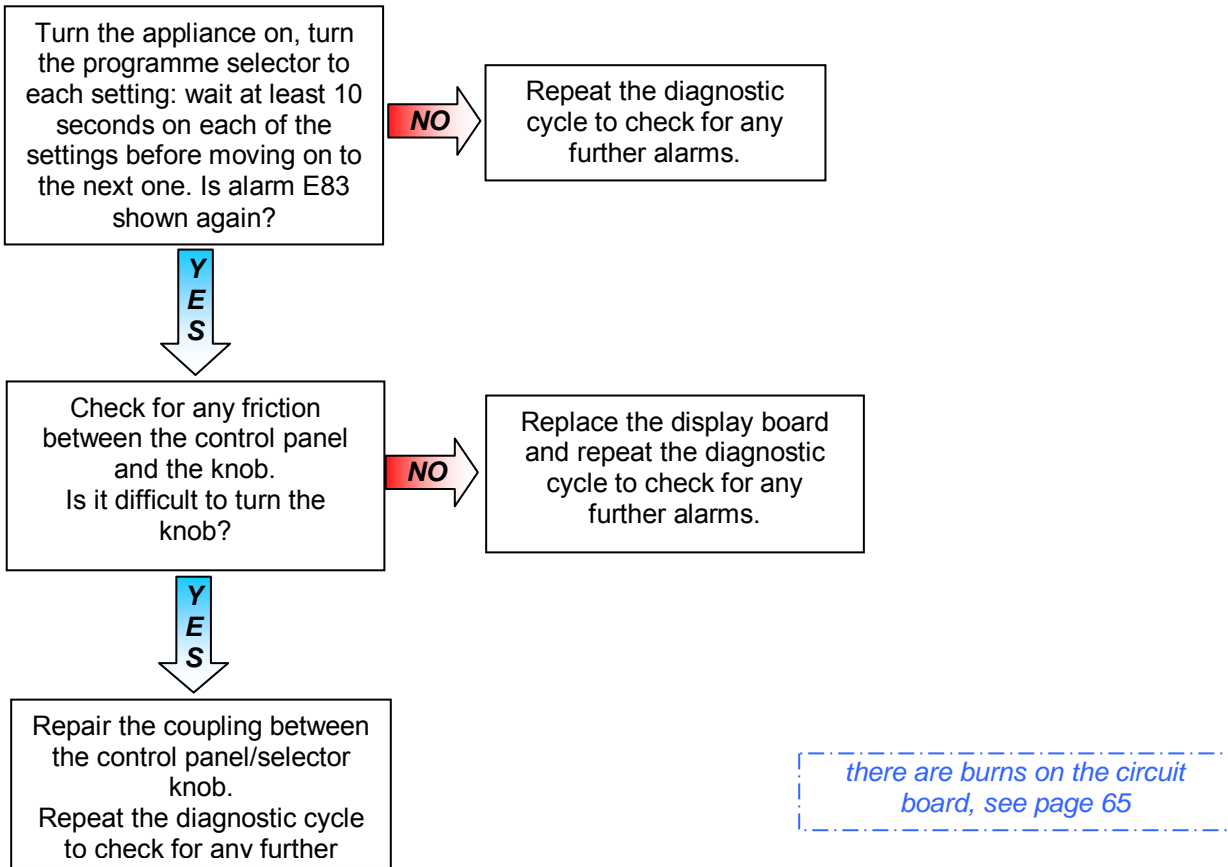 Turn the appliance on, turn
the programme selector to
each setting: wait at least 10
seconds on each of the
settings before moving on to
the next one. Is alarm E83
shown again?
NO
Repeat the diagnostic
cycle to check for any
further alarms.
YES
Check for any friction
between the control panel
and the knob.
Is it difficult to turn the
knob?
NO
Replace the display board
and repeat the diagnostic
cycle to check for any
further alarms.
YES
Repair the coupling between
the control panel/selector
knob.
Repeat the diagnostic cycle
to check for any further
there are burns on the circuit
board, see page 65